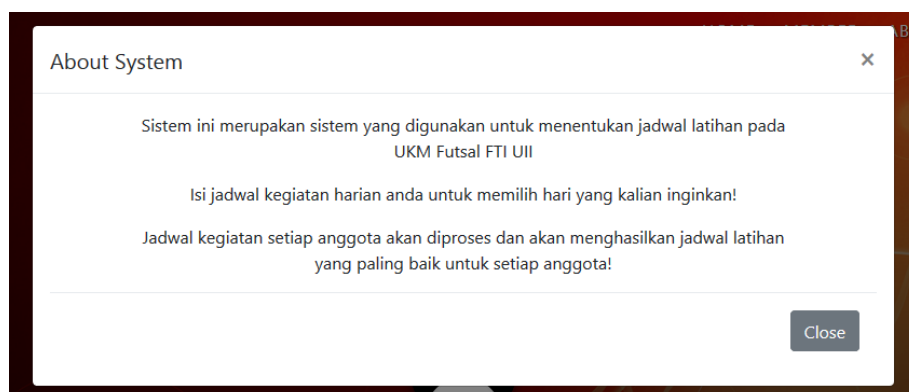 About System
×
Sistem ini merupakan sistem yang digunakan untuk menentukan jadwal latihan pada
UKM Futsal FTI UII
Isi jadwal kegiatan harian anda untuk memilih hari yang kalian inginkan!
Jadwal kegiatan setiap anggota akan diproses dan akan menghasilkan jadwal latihan
yang paling baik untuk setiap anggota!
Close